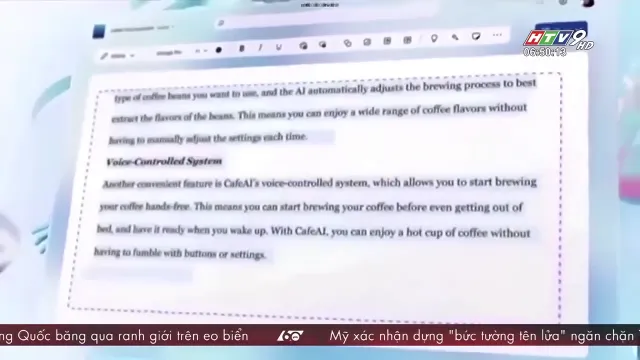 HTV9 HD
06:50:13
type of coffee beans you want to use, and the AI automatically adjusts the brewing process to best
extract the flavors of the beans. This means you can enjoy a wide range of coffee flavors without
having to manually adjust the settings each time.
Voice-Controlled System
Another convenient feature is CafeAI's voice-controlled system, which allows you to start brewing
your coffee hands-free. This means you can start brewing your coffee before even getting out of
bed, and have it ready when you wake up. With CafeAI, you can enjoy a hot cup of coffee without
having to fumble with buttons or settings.
ng Quốc băng qua ranh giới trên eo biển
60
Mỹ xác nhận dựng "bức tường tên lửa" ngăn chặn